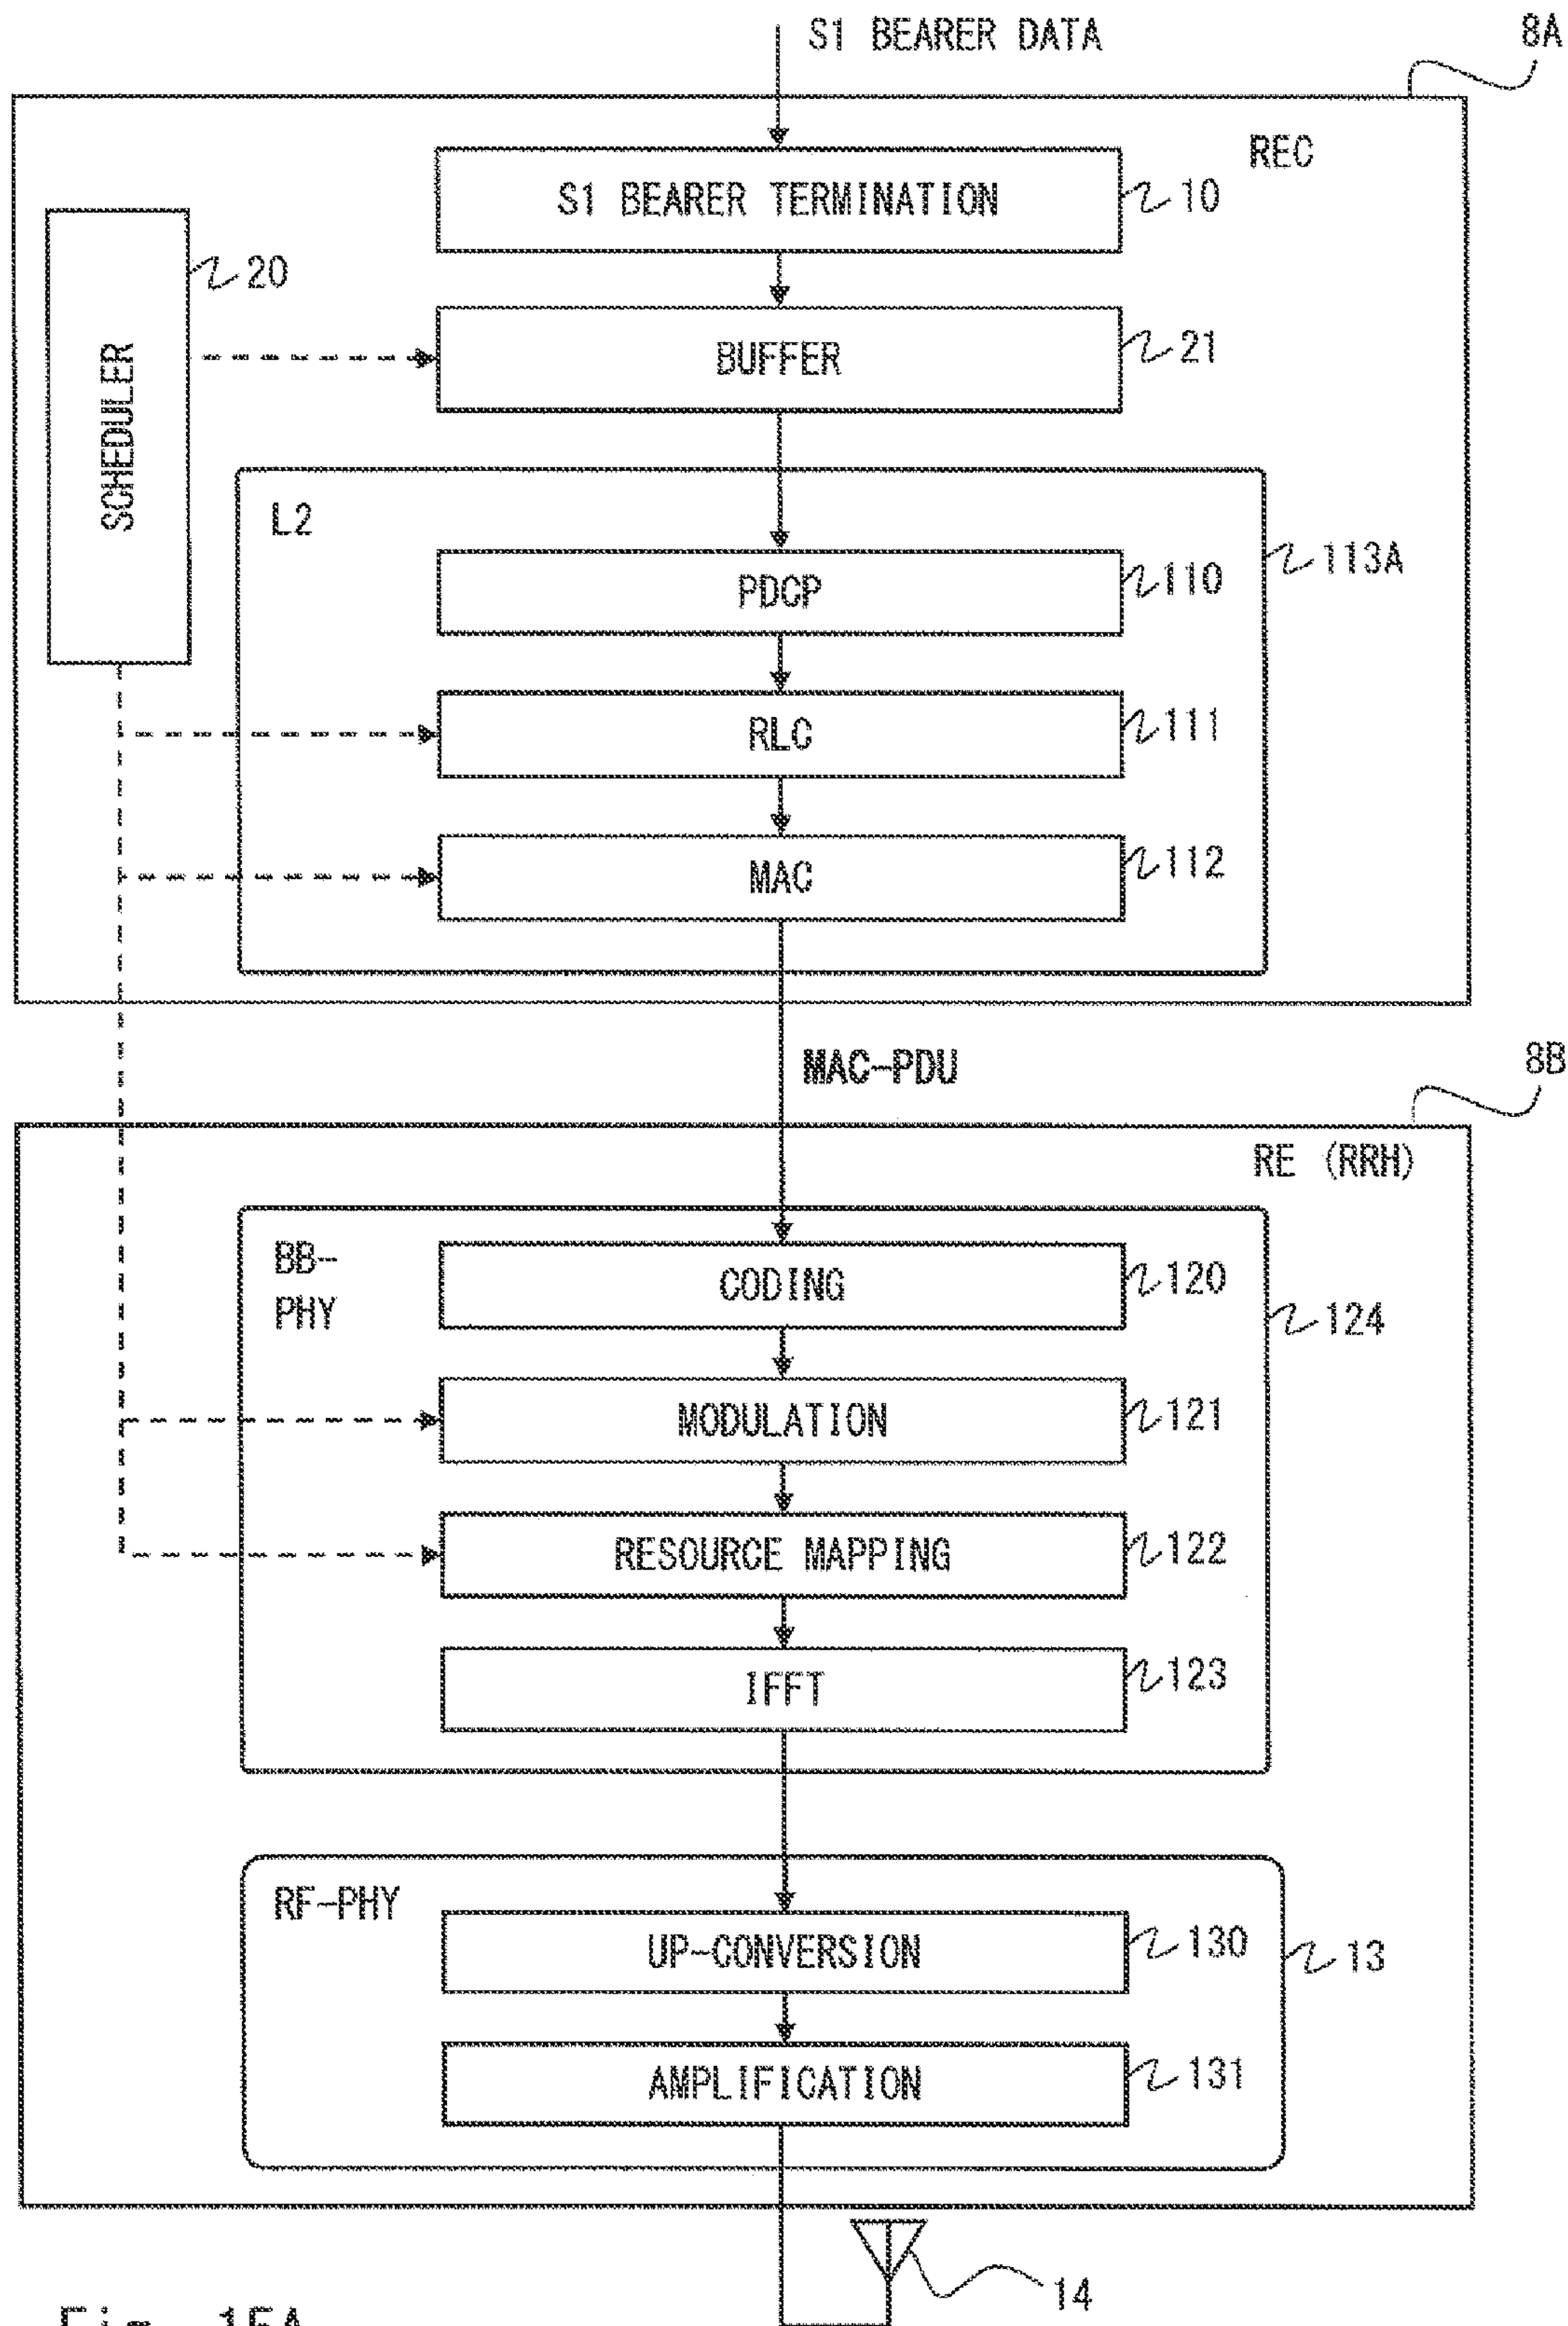 S1 BEARER DATA
8A
REC
S1 BEARER TERMINATION
10
SCHEDULER
20
BUFFER
21
L2
113A
PDCP
110
RLC
111
MAC
112
MAC-PDU
8B
RE (RRH)
BB-
PHY
CODING
120
124
MODULATION
121
RESOURCE MAPPING
122
IFFT
123
RF-PHY
UP-CONVERSION
130
13
AMPLIFICATION
131
14
Fig. 15A